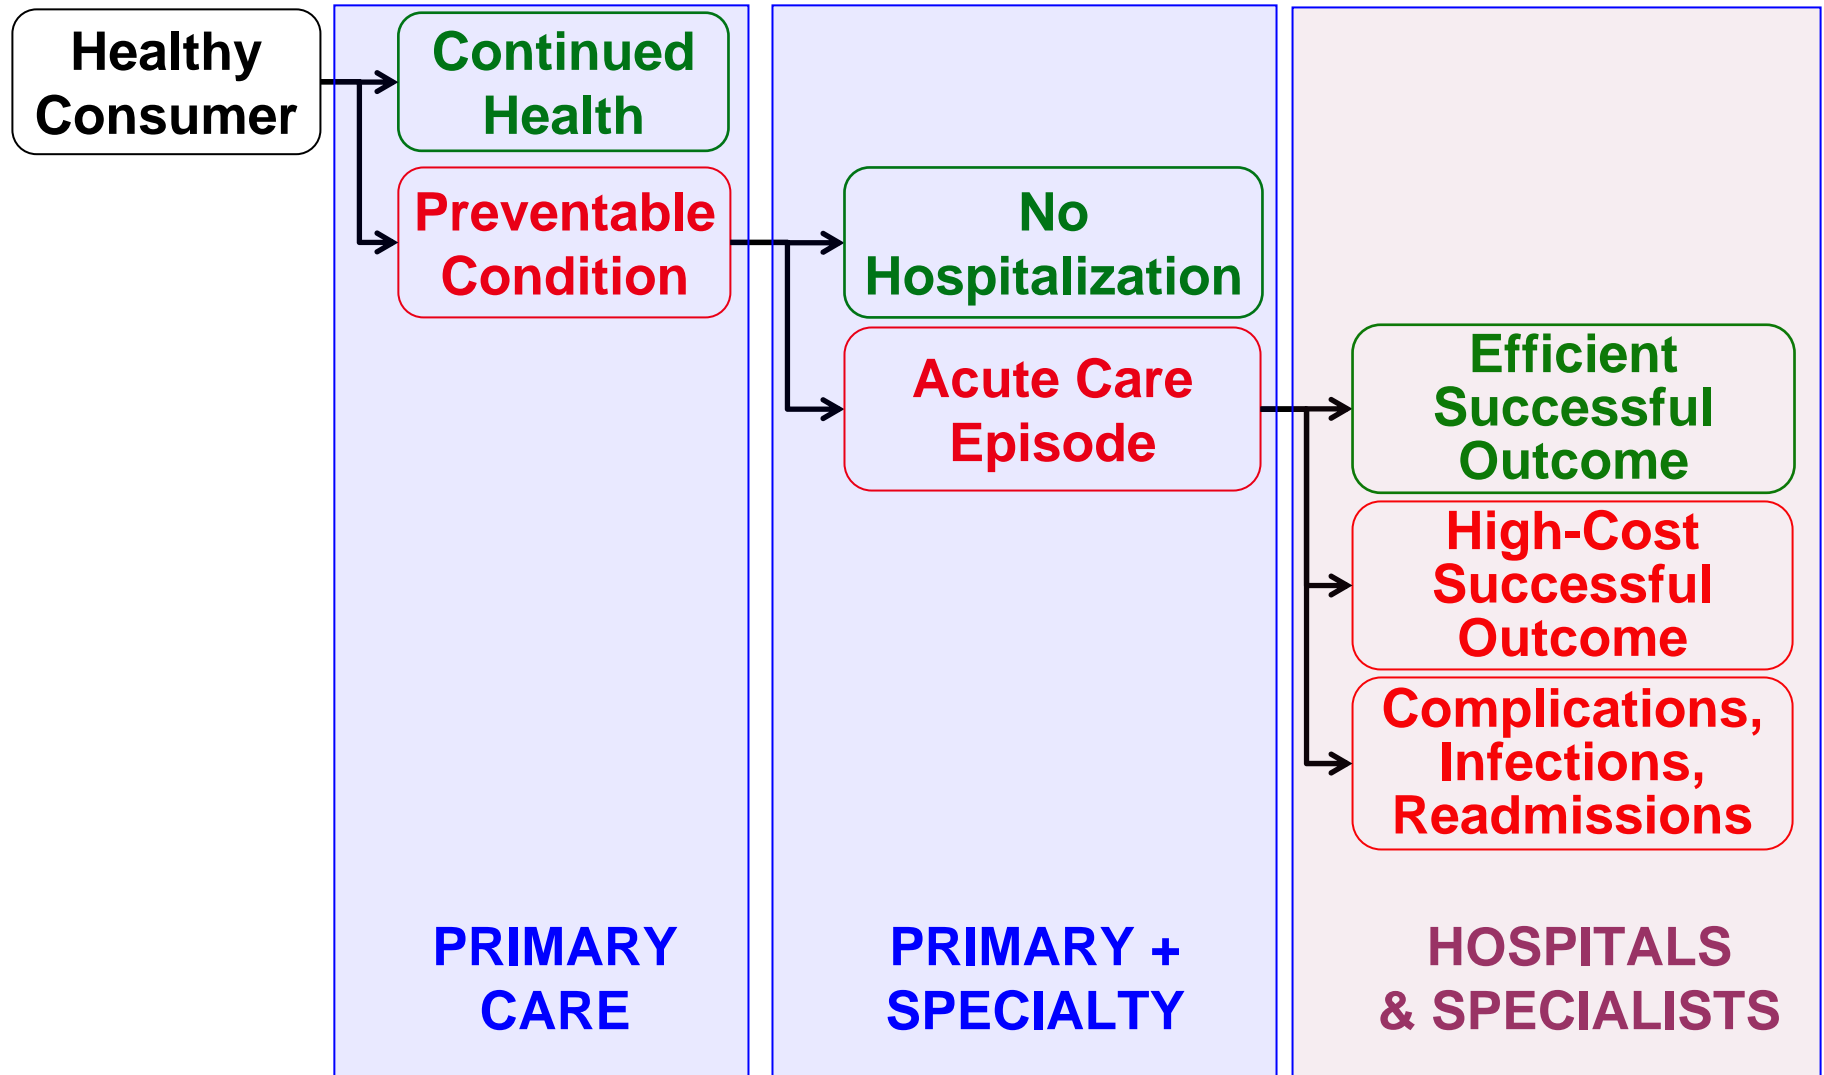 Healthy
Consumer
Continued
Health
Preventable
Condition
No
Hospitalization
Acute Care
Episode
Efficient
Successful
Outcome
High-Cost
Successful
Outcome
Complications,
Infections,
Readmissions
PRIMARY
CARE
PRIMARY +
SPECIALTY
HOSPITALS
& SPECIALISTS